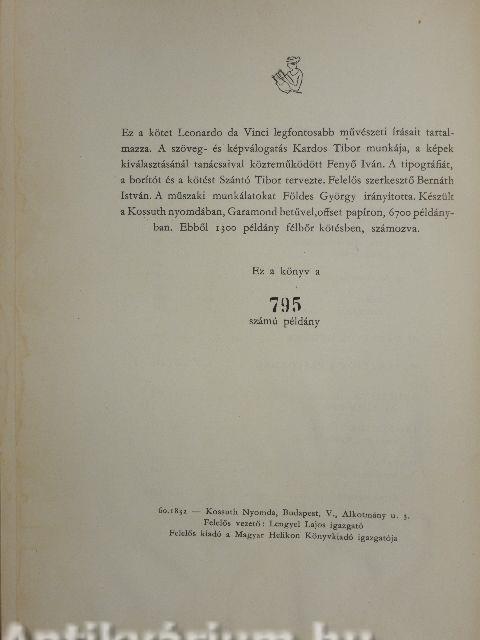 Ez a kötet Leonardo da Vinci legfontosabb művészeti írásait tartal-
mazza. A szöveg- és képválogatás Kardos Tibor munkája, a képek
kiválasztásánál tanácsaival közreműködött Fenyő Iván. A tipográfiát,
a borítót és a kötést Szántó Tibor tervezte. Felelős szerkesztő Bernáth
István. A műszaki munkálatokat Földes György irányította. Készült
a Kossuth nyomdában, Garamond betűvel, offset papíron, 6700 példány-
ban. Ebből 1300 példány félbőr kötésben, számozva.
Ez a könyv a
795
számú példány
60.1832 — Kossuth Nyomda, Budapest, V., Alkotmány u. 3.
Felelős vezető: Lengyel Lajos igazgató
Felelős kiadó a Magyar Helikon Könyvkiadó igazgatója
Antikvárium.hu